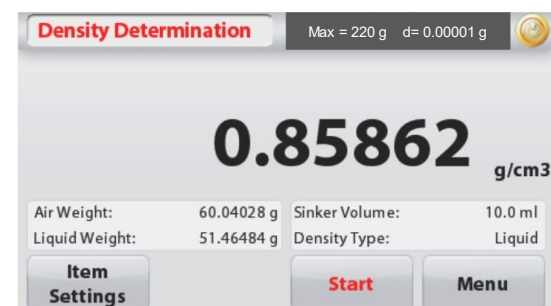 Density Determination Max = 220 g d= 0.00001 g
0.85862 g/cm3
Air Weight: 60.04028 g Sinker Volume: 10.0 ml
Liquid Weight: 51.46484 g Density Type: Liquid
Item Settings Start Menu